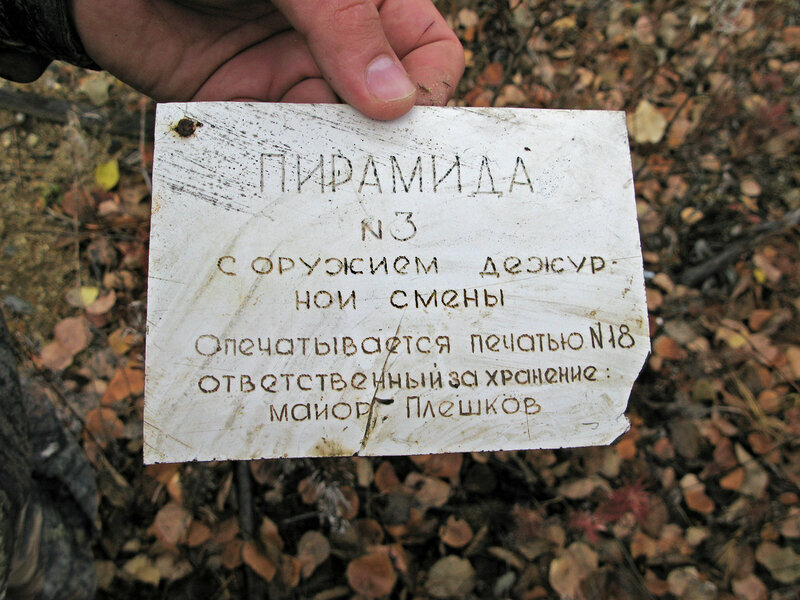 ПИРАМИДА
N3
С ОРУЖИЕМ ДЕЖУР-
НОИ СМЕНЫ
Опечатывается печатью N18
ответственный за хранение:
майор Плешков